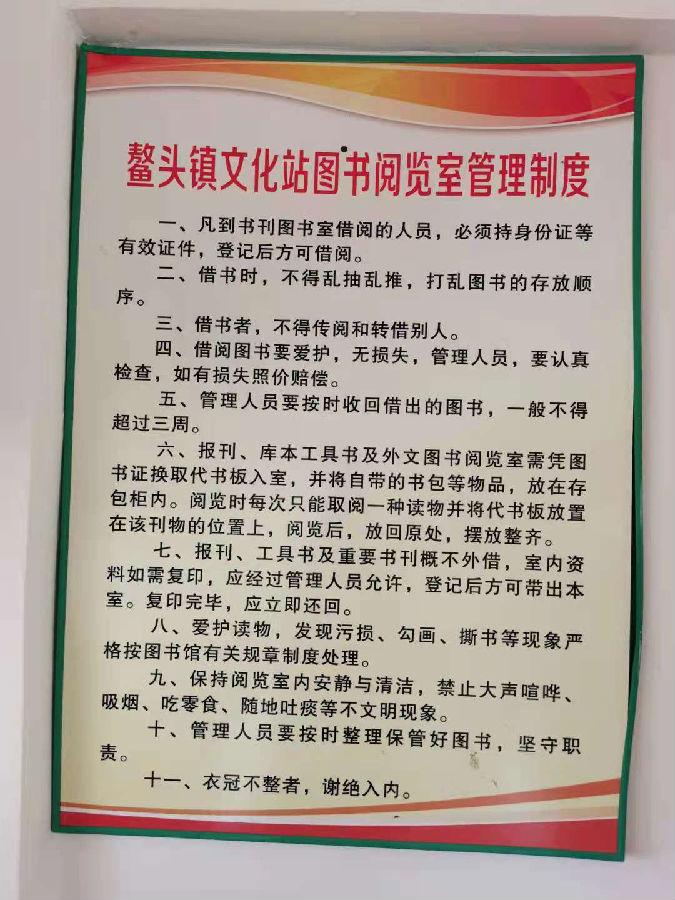 鳌头镇文化站图书阅览室管理制度
一、凡到书刊图书室借阅的人员，必须持身份证等
有效证件，登记后方可借阅。
二、借书时，不得乱抽乱推，打乱图书的存放顺
序。
三、借书者，不得传阅和转借别人。
四、借阅图书要爱护，无损失，管理人员，要认真
检查，如有损失照价赔偿。
五、管理人员要按时收回借出的图书，一般不得
超过三周。
六、报刊、库本工具书及外文图书阅览室需凭图
书证换取代书板入室，并将自带的书包等物品，放在存
包柜内。阅览时每次只能取阅一种读物并将代书板放置
在该刊物的位置上，阅览后，放回原处，摆放整齐。
七、报刊、工具书及重要书刊概不外借，室内资
料如需复印，应经过管理人员允许，登记后方可带出本
室。复印完毕，应立即还回。
八、爱护读物，发现污损、勾画、撕书等现象严
格按图书馆有关规章制度处理。
九、保持阅览室内安静与清洁，禁止大声喧哗、
吸烟、吃零食、随地吐痰等不文明现象。
十、管理人员要按时整理保管好图书，坚守职
责。
十一、衣冠不整者，谢绝入内。